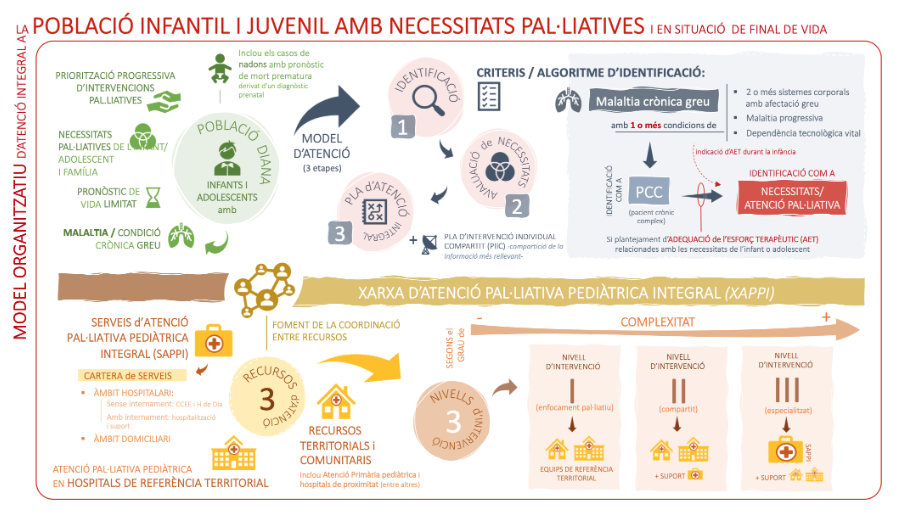 MODEL ORGANITZATIU D'ATENCIÓ INTEGRAL A LA
POBLACIÓ INFANTIL I JUVENIL AMB NECESSITATS PAL·LIATIVES I EN SITUACIÓ DE FINAL DE VIDA
Inclou els casos de
nadons amb pronòstic
de mort prematura
derivat d'un diagnòstic
prenatal
PRIORITZACIÓ PROGRESSIVA
D'INTERVENCIONS
PAL.LIATIVES
NECESSITATS
PAL·LIATIVES DE
ADOLESCENT
I FAMÍLIA
PRONÒSTIC DE
VIDA LIMITAT
MALALTIA / CONDICIÓ
CRÒNICA GREU
POBLACIÓ DIANA
INFANTS I
ADOLESCENTS
amb
MODEL
D'ATENCIÓ
(3 etapes)
IDENTIFICACIÓ
1
AVALUACIÓ de NECESSITATS
2
PLA d'ATENCIÓ INTEGRAL
3
+ PLA D'INTERVENCIÓ INDIVIDUAL
COMPARTIT (PIIC) -compartició de la
informació més rellevant-
CRITERIS / ALGORITME D'IDENTIFICACIÓ:
Malaltia crònica greu
amb 1 o més condicions de
▪ 2 o més sistemes corporals
amb afectació greu
▪ Malaltia progressiva
▪ Dependència tecnològica vital
indicació d'AET durant la infància
IDENTIFICACIÓ
COM A
PCC
(pacient crònic
complex)
IDENTIFICACIÓ COM A
NECESSITATS/
ATENCIÓ PAL·LIATIVA
Si plantejament d'ADEQUACIÓ de l'ESFORÇ TERAPÈUTIC (AET)
relacionades amb les necessitats de l'infant o adolescent
XARXA D'ATENCIÓ PAL·LIATIVA PEDIÀTRICA INTEGRAL (XAPPI)
SERVEIS d'ATENCIÓ
PAL·LIATIVA PEDIÀTRICA
INTEGRAL (SAPPI)
CARTERA de SERVEIS
▪ ÀMBIT HOSPITALARI:
Sense internament: CCEE i H de Dia
Amb internament: hospitalització
i suport
▪ ÀMBIT DOMICILIARI
ATENCIÓ PAL·LIATIVA PEDIÀTRICA
EN HOSPITALS DE REFERÈNCIA TERRITORIAL
FOMENT DE LA COORDINACIÓ
ENTRE RECURSOS
RECURSOS d'ATENCIÓ
3
RECURSOS
TERRITORIALS i
COMUNITARIS
Inclou Atenció Primària pediàtrica i
hospitals de proximitat (entre altres)
NIVELLS d'INTERVENCIÓ
3
SEGONS el
GRAU de
- COMPLEXITAT +
NIVELL
D'INTERVENCIÓ
I
(enfocament pal·liatiu)
EQUIPS DE REFERÈNCIA
TERRITORIAL
NIVELL
D'INTERVENCIÓ
II
(compartit)
+ SUPORT
NIVELL
D'INTERVENCIÓ
III
(especialitzat)
SAPPI
+ SUPORT